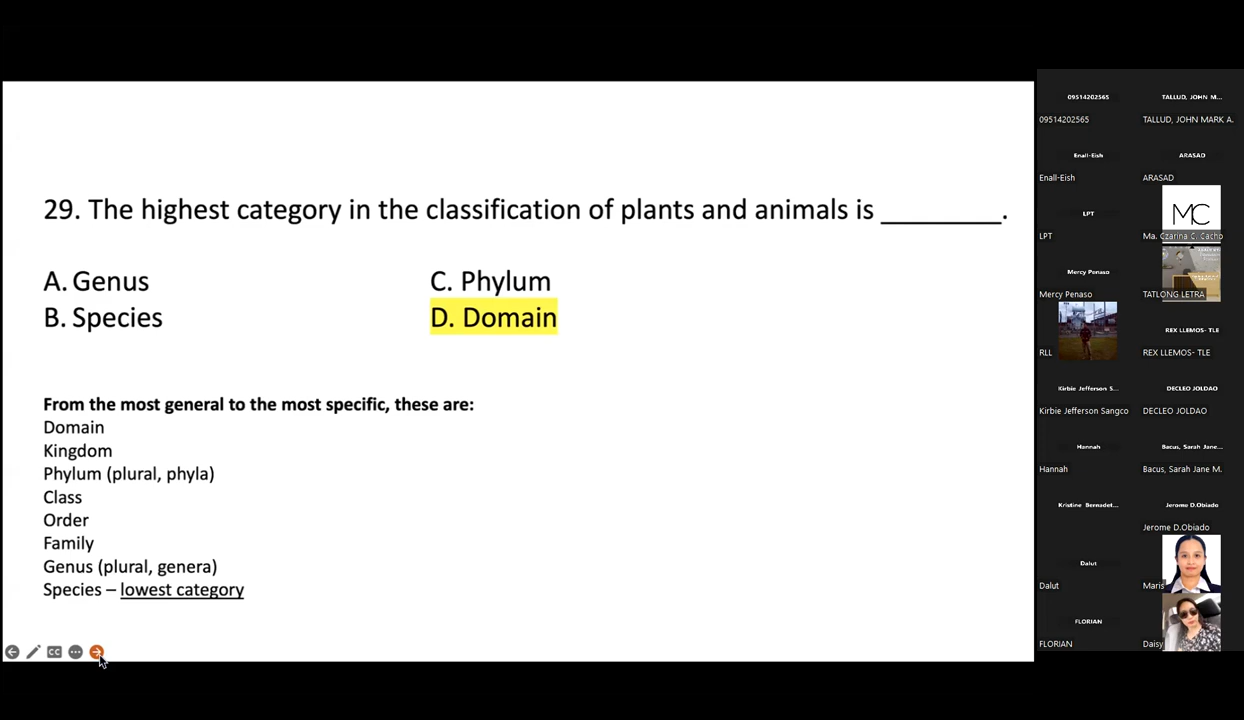 29. The highest category in the classification of plants and animals is _________.
A. Genus
B. Species
C. Phylum
D. Domain
From the most general to the most specific, these are:
Domain
Kingdom
Phylum (plural, phyla)
Class
Order
Family
Genus (plural, genera)
Species – lowest category
CC
09514202565
09514202565
TALLUD, JOHN M...
TALLUD, JOHN MARK A.
Enall-Eish
Enall-Eish
ARASAD
ARASAD
LPT
LPT
MC
Ma. Czarina C. Cacho
Mercy Penaso
Mercy Penaso
TATLONG LETRA
RLL
REX LLEMOS- TLE
REX LLEMOS- TLE
Kirbie Jefferson S...
Kirbie Jefferson Sangco
DECLEO JOLDAO
DECLEO JOLDAO
Hannah
Hannah
Bacus, Sarah Jane...
Bacus, Sarah Jane M.
Kristine Bernadet...
Jerome D.Obiado
Jerome D.Obiado
Dalut
Dalut
Maris
FLORIAN
FLORIAN
Daisy